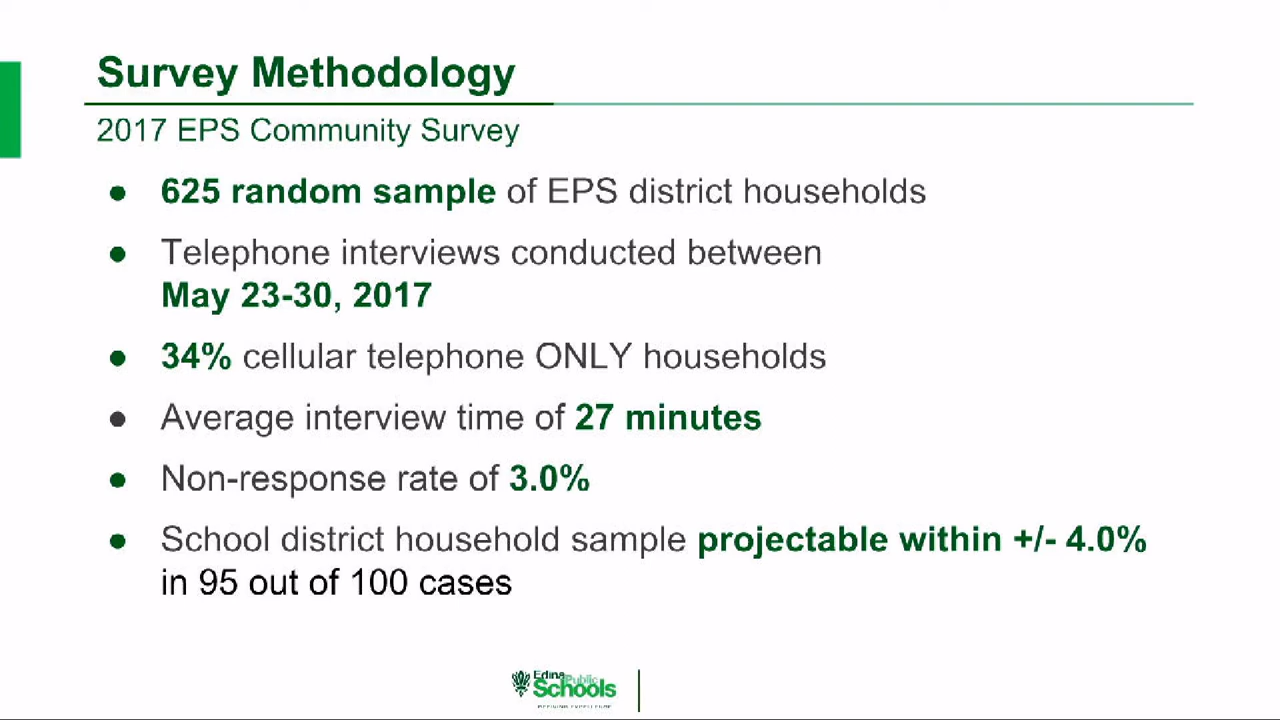 Survey Methodology
2017 EPS Community Survey
● 625 random sample of EPS district households
● Telephone interviews conducted between
May 23-30, 2017
● 34% cellular telephone ONLY households
● Average interview time of 27 minutes
● Non-response rate of 3.0%
● School district household sample projectable within +/- 4.0%
in 95 out of 100 cases
Edina Public
Schools
DEFINING EXCELLENCE